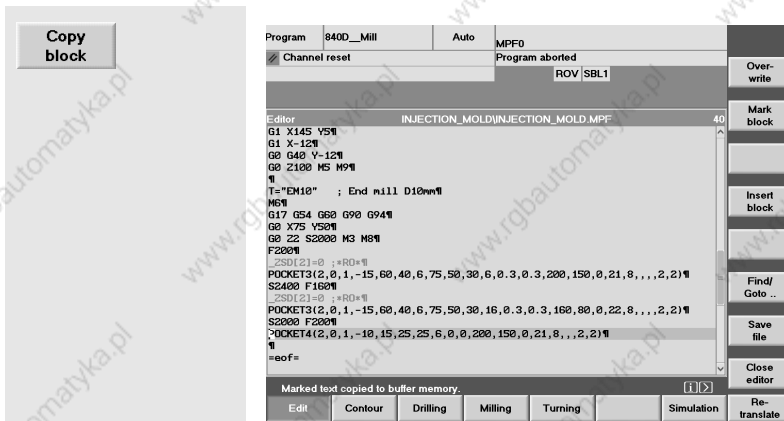 Copy
block
Program 840D__Mill Auto MPF0
Channel reset Program aborted
ROV SBL1
Editor INJECTION_MOLD\INJECTION_MOLD.MPF 40
G1 X145 Y5¶
G1 X-12¶
G0 G40 Y-12¶
G0 Z100 M5 M9¶
¶
T="EM10" ; End mill D10mm¶
M6¶
G17 G54 G60 G90 G94¶
G0 X75 Y50¶
G0 Z2 S2000 M3 M8¶
F200¶
_ZSD[2]=0 ;*RO*¶
POCKET3(2,0,1,-15,60,40,6,75,50,30,6,0.3,0.3,200,150,0,21,8,,,,2,2)¶
S2400 F160¶
_ZSD[2]=0 ;*RO*¶
POCKET3(2,0,1,-15,60,40,6,75,50,30,16,0.3,0.3,160,80,0,22,8,,,,2,2)¶
S2000 F200¶
POCKET4(2,0,1,-10,15,25,25,6,0,0,200,150,0,21,8,,,2,2)¶
¶
=eof=
Marked text copied to buffer memory.
Edit Contour Drilling Milling Turning Simulation
Over-
write
Mark
block
Insert
block
Find/
Goto ..
Save
file
Close
editor
Re-
translate